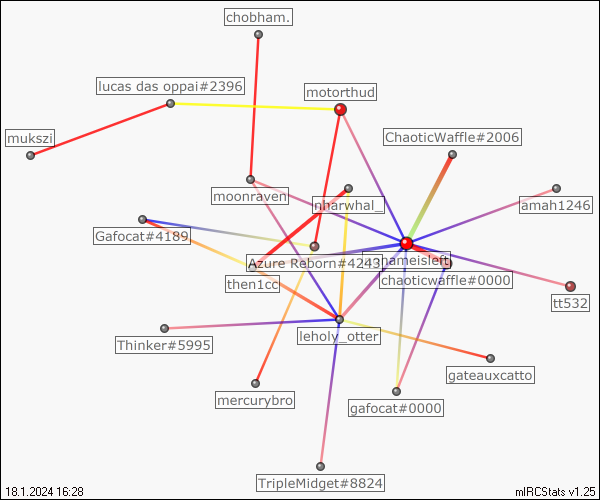 chobham.
lucas das oppai#2396
motorthud
mukszi
ChaoticWaffle#2006
moonraven
nharwhal_
amah1246
Gafocat#4189
Azure Reborn#4243
hameisleft
then1cc
chaoticwaffle#0000
tt532
Thinker#5995
leholy_otter
gateauxcatto
mercurybro
gafocat#0000
TripleMidget#8824
18.1.2024 16:28
mIRCStats v1.25